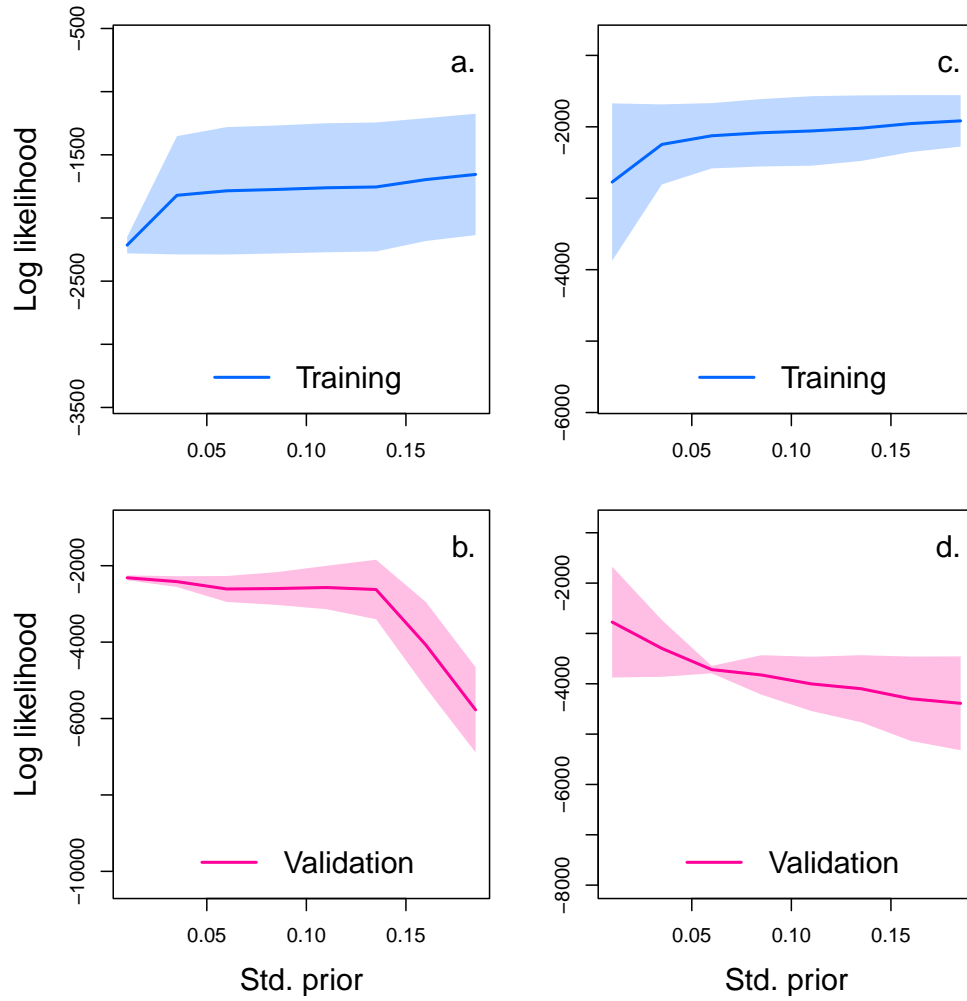 a.
Log likelihood
−500
−1500
−2500
−3500
Training
0.05 0.10 0.15
c.
−2000
−4000
−6000
Training
0.05 0.10 0.15
b.
Log likelihood
−2000
−4000
−6000
−10000
Validation
0.05 0.10 0.15
Std. prior
d.
−2000
−4000
−6000
−8000
Validation
0.05 0.10 0.15
Std. prior